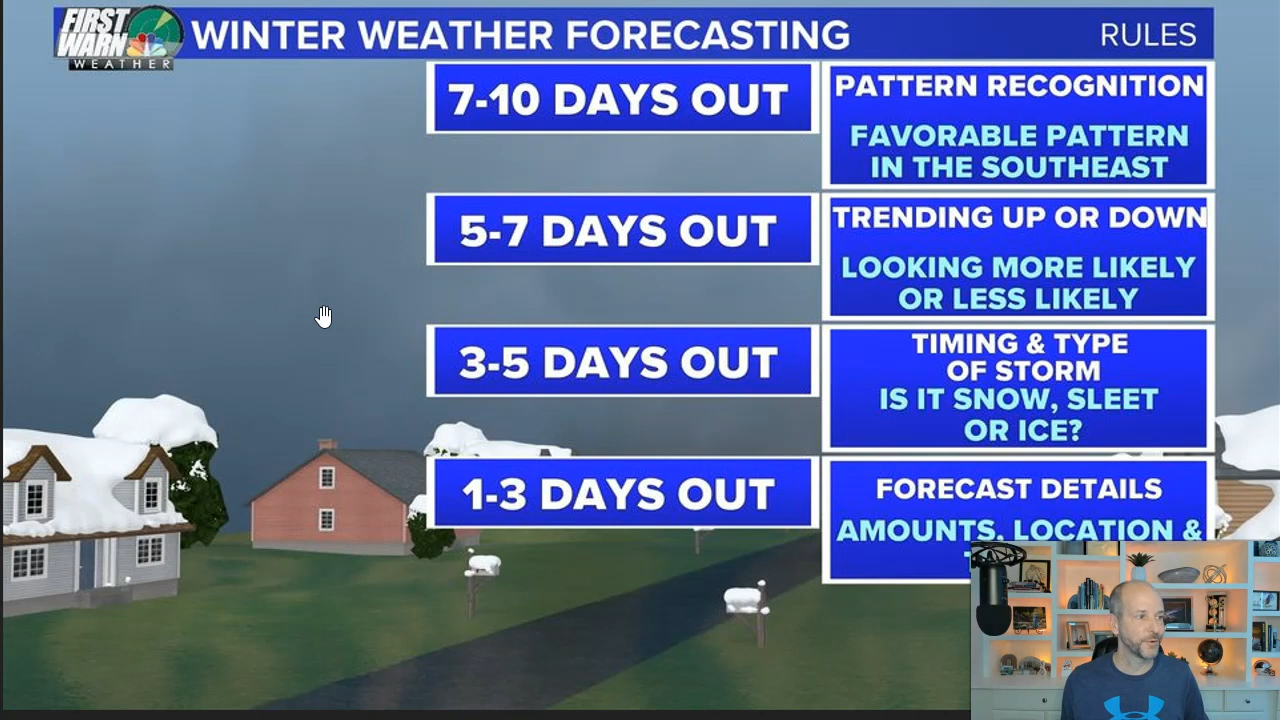 FIRST
WARN
WEATHER
WINTER WEATHER FORECASTING
RULES
7-10 DAYS OUT
PATTERN RECOGNITION
FAVORABLE PATTERN
IN THE SOUTHEAST
5-7 DAYS OUT
TRENDING UP OR DOWN
LOOKING MORE LIKELY
OR LESS LIKELY
3-5 DAYS OUT
TIMING & TYPE
OF STORM
IS IT SNOW, SLEET
OR ICE?
1-3 DAYS OUT
FORECAST DETAILS
AMOUNTS, LOCATION &